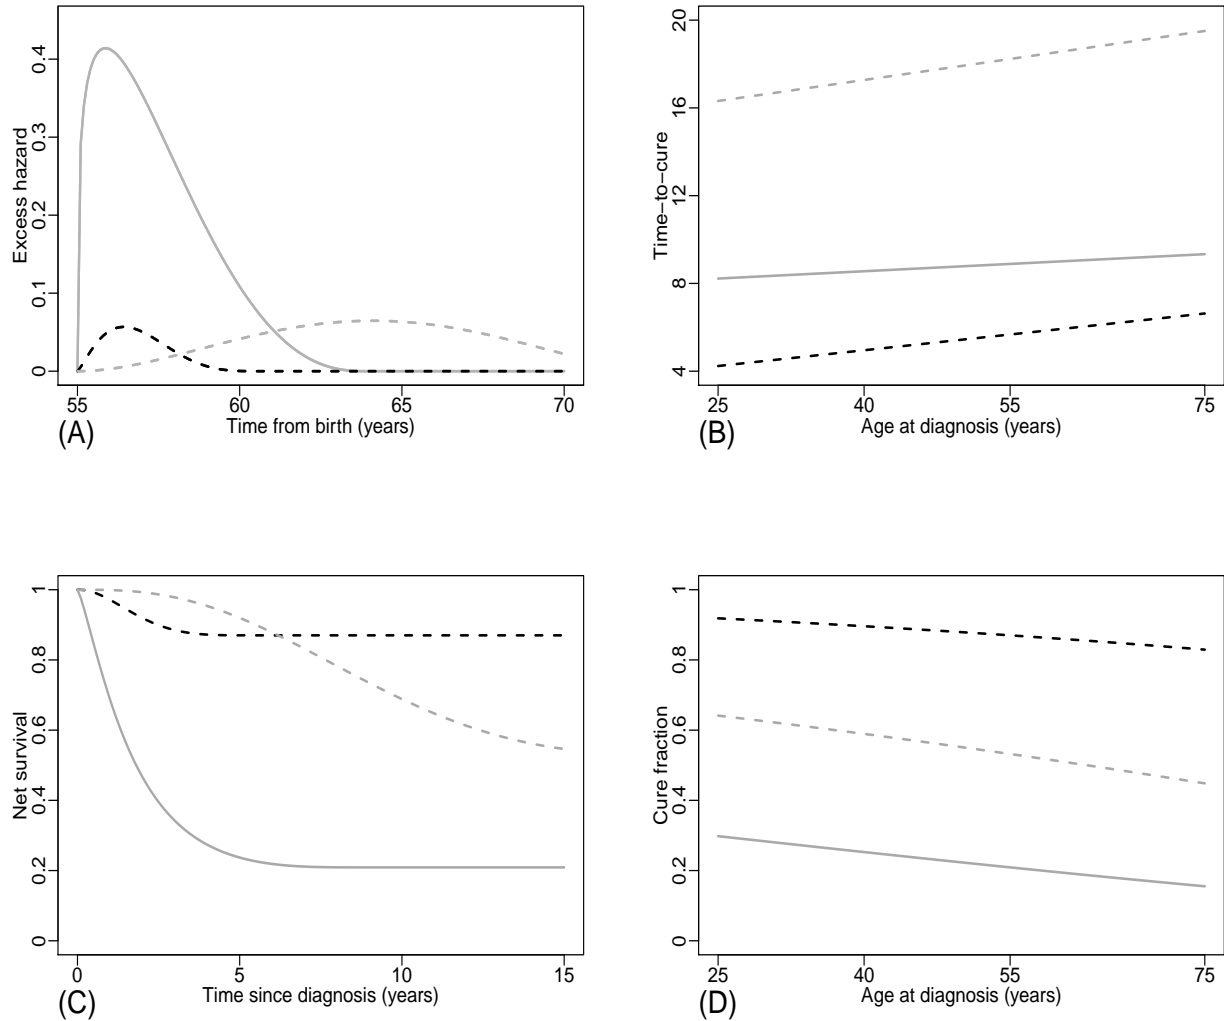 Excess hazard
0 0.1 0.2 0.3 0.4
55 60 65 70
Time from birth (years)
(A)
Time−to−cure
4 8 12 16 20
25 40 55 75
Age at diagnosis (years)
(B)
Net survival
0 0.2 0.4 0.6 0.8 1
0 5 10 15
Time since diagnosis (years)
(C)
Cure fraction
0 0.2 0.4 0.6 0.8 1
25 40 55 75
Age at diagnosis (years)
(D)